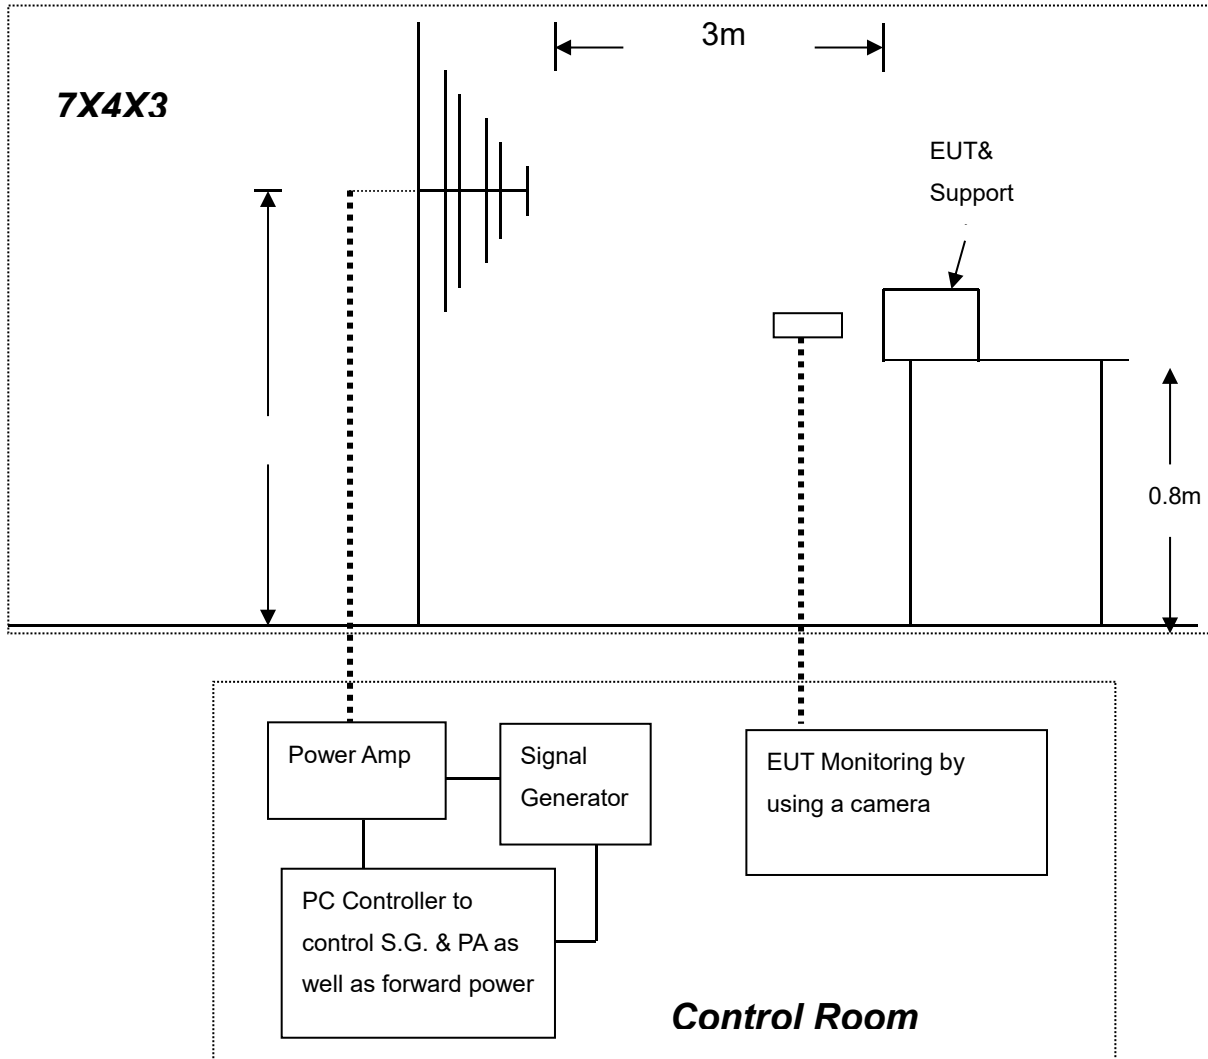 3m
7X4X3
EUT&
Support
0.8m
Power Amp
Signal
Generator
EUT Monitoring by
using a camera
PC Controller to
control S.G. & PA as
well as forward power
Control Room